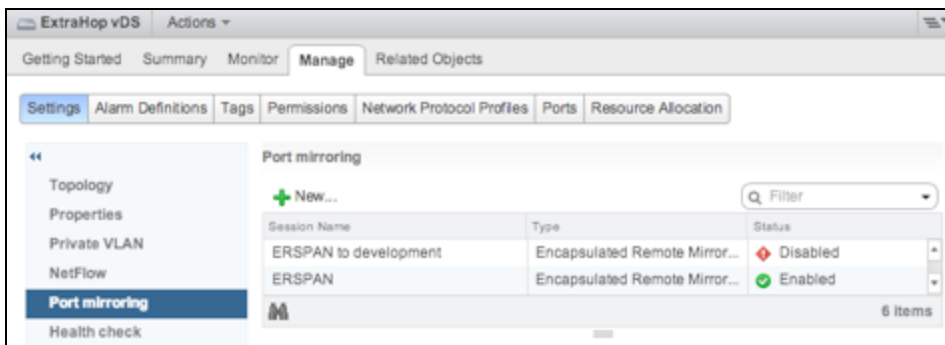 ExtraHop vDS Actions
Getting Started Summary Monitor Manage Related Objects
Settings Alarm Definitions Tags Permissions Network Protocol Profiles Ports Resource Allocation
Topology
Properties
Private VLAN
NetFlow
Port mirroring
Health check
Port mirroring
New...
Filter
Session Name Type Status
ERSPAN to development Encapsulated Remote Mirror... Disabled
ERSPAN Encapsulated Remote Mirror... Enabled
6 items